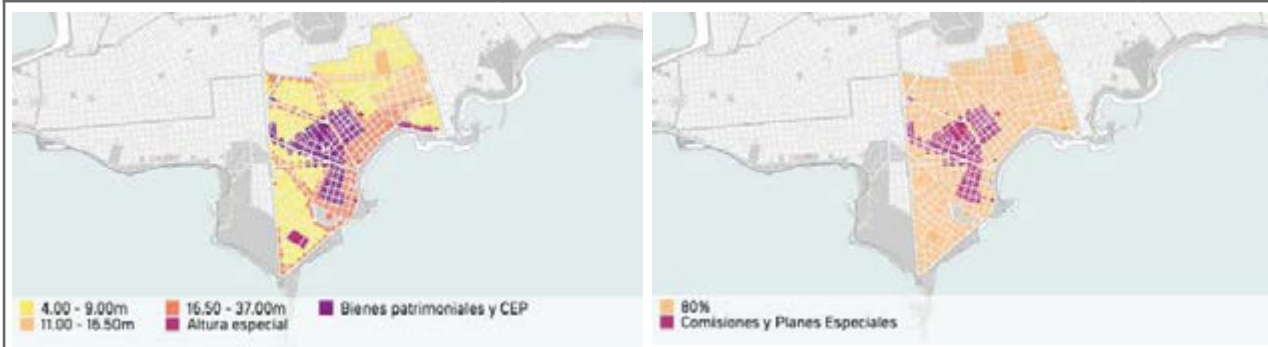 4.00 - 9.00m
11.00 - 16.50m
16.50 - 37.00m
Altura especial
Bienes patrimoniales y CEP
80%
Comisiones y Planes Especiales